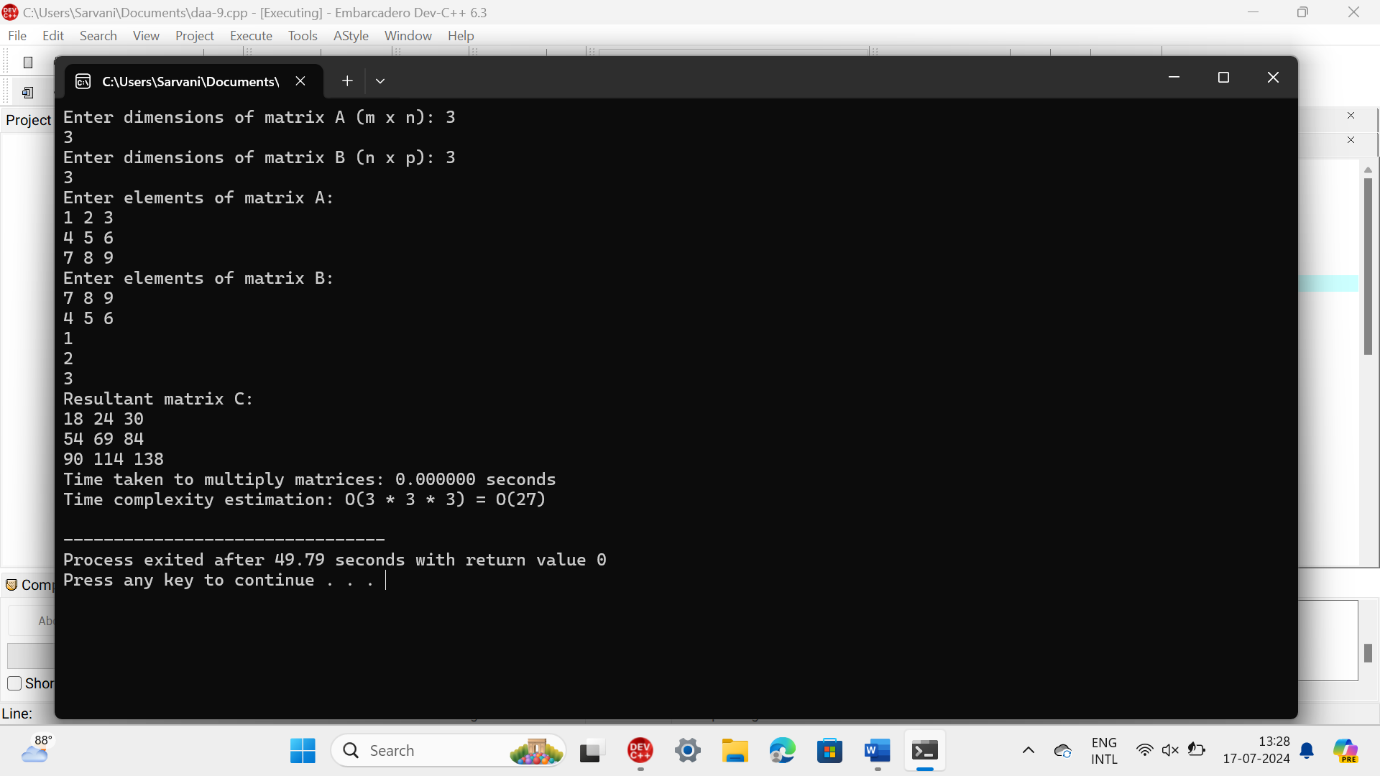 C:\Users\Sarvani\Documents\daa-9.cpp - [Executing] - Embarcadero Dev-C++ 6.3
File Edit Search View Project Execute Tools AStyle Window Help
C:\Users\Sarvani\Documents\
Project
Enter dimensions of matrix A (m x n): 3
3
Enter dimensions of matrix B (n x p): 3
3
Enter elements of matrix A:
1 2 3
4 5 6
7 8 9
Enter elements of matrix B:
7 8 9
4 5 6
1
2
3
Resultant matrix C:
18 24 30
54 69 84
90 114 138
Time taken to multiply matrices: 0.000000 seconds
Time complexity estimation: O(3 * 3 * 3) = O(27)
--------------------------------
Process exited after 49.79 seconds with return value 0
Press any key to continue . . .
Comp
Shor
Line:
88°
Search
DEV C++
ENG
INTL
13:28
17-07-2024
PRE